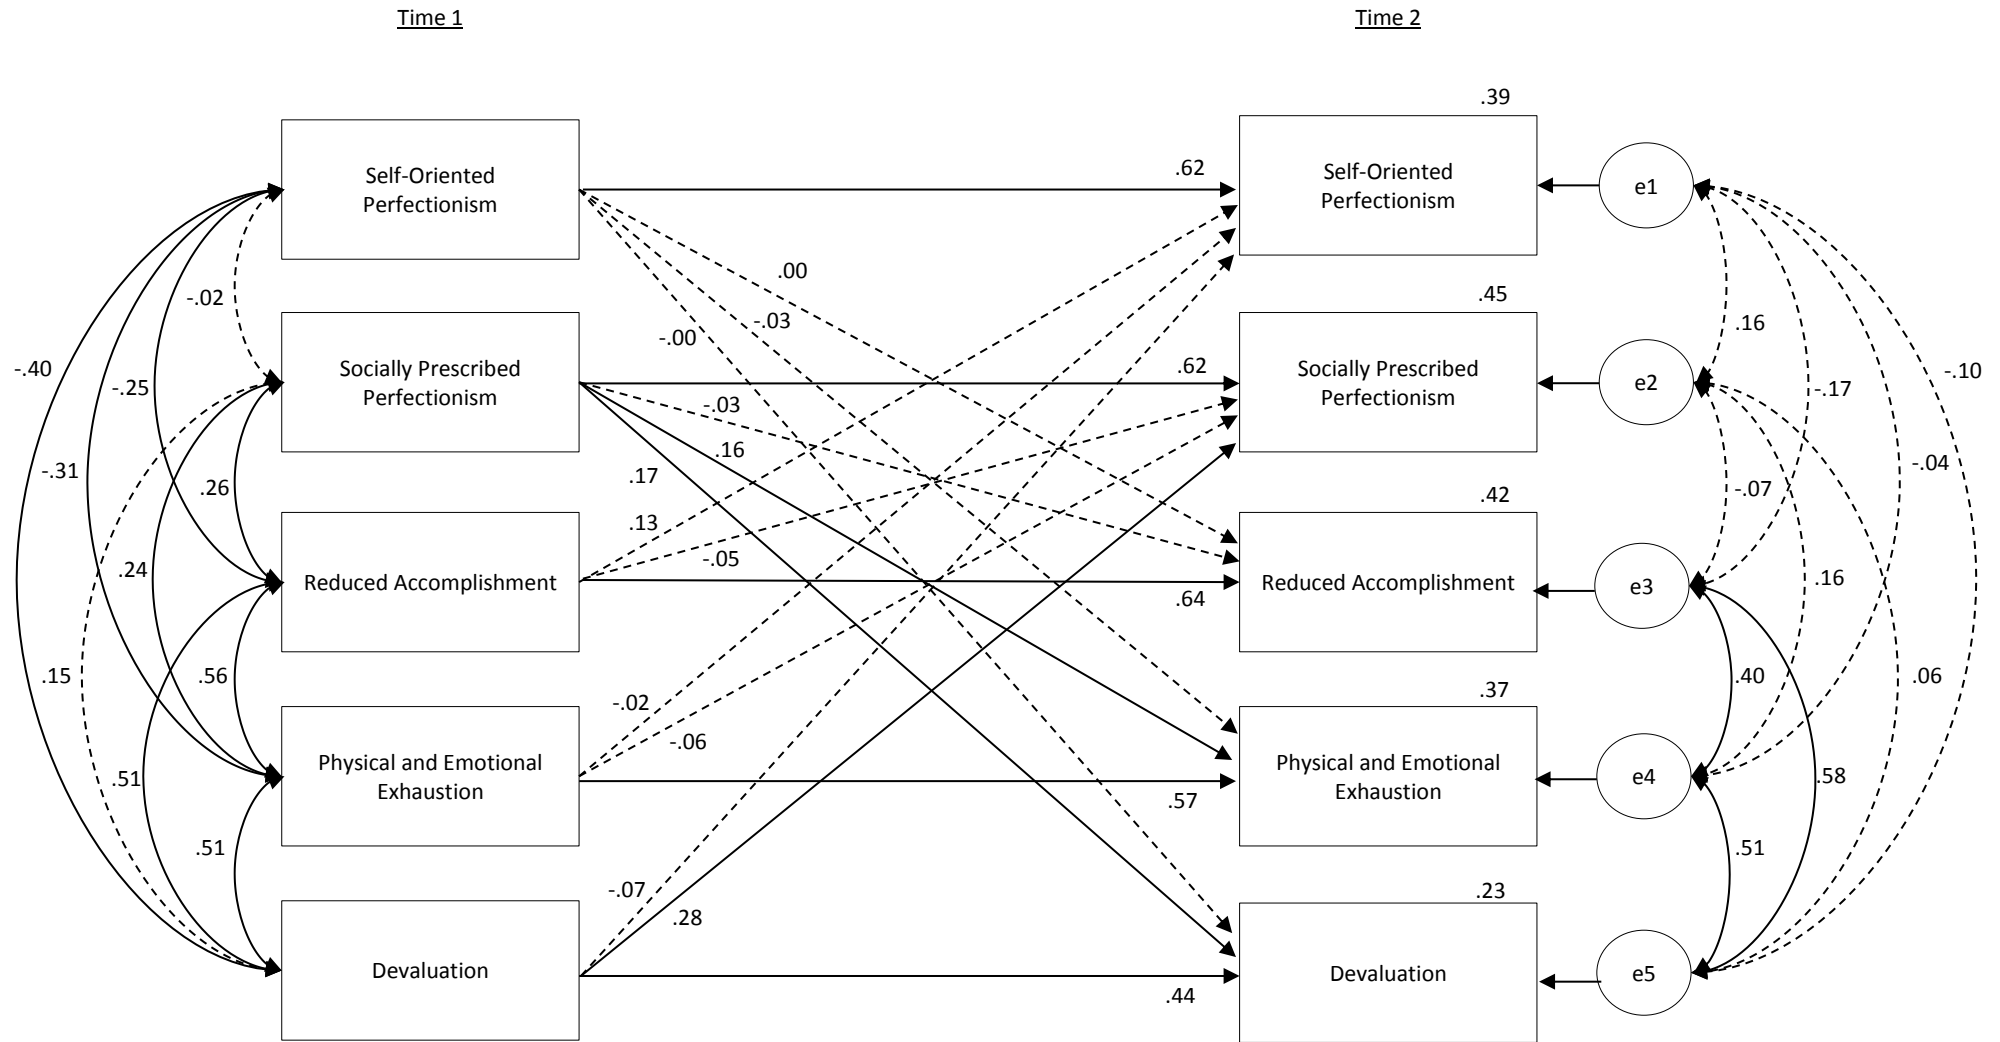 Time 1
Time 2
.39
Self-Oriented
Perfectionism
.62
Self-Oriented
Perfectionism
e1
.00
-.02
-.03
.45
-.00
.16
-.40
-.25
Socially Prescribed
Perfectionism
.62
Socially Prescribed
Perfectionism
e2
-.17
-.10
-.03
.16
-.31
.17
-.04
.26
-.07
.42
.13
-.05
.24
Reduced Accomplishment
.64
Reduced Accomplishment
e3
.16
.15
.56
.40
.06
.37
-.02
-.06
.51
Physical and Emotional
Exhaustion
.57
Physical and Emotional
Exhaustion
e4
.58
.51
.51
-.07
.28
.23
Devaluation
.44
Devaluation
e5